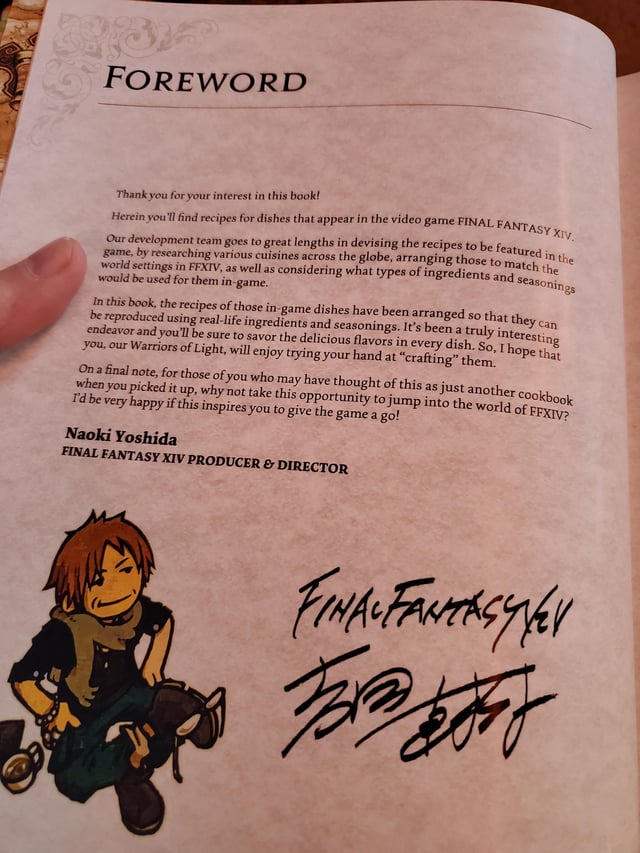 FOREWORD
Thank you for your interest in this book!
Herein you'll find recipes for dishes that appear in the video game FINAL FANTASY XIV.
Our development team goes to great lengths in devising the recipes to be featured in the
game, by researching various cuisines across the globe, arranging those to match the
world settings in FFXIV, as well as considering what types of ingredients and seasonings
would be used for them in-game.
In this book, the recipes of those in-game dishes have been arranged so that they can
be reproduced using real-life ingredients and seasonings. It's been a truly interesting
endeavor and you'll be sure to savor the delicious flavors in every dish. So, I hope that
you, our Warriors of Light, will enjoy trying your hand at "crafting" them.
On a final note, for those of you who may have thought of this as just another cookbook
when you picked it up, why not take this opportunity to jump into the world of FFXIV?
I'd be very happy if this inspires you to give the game a go!
Naoki Yoshida
FINAL FANTASY XIV PRODUCER & DIRECTOR
FINAL FANTASY XIV